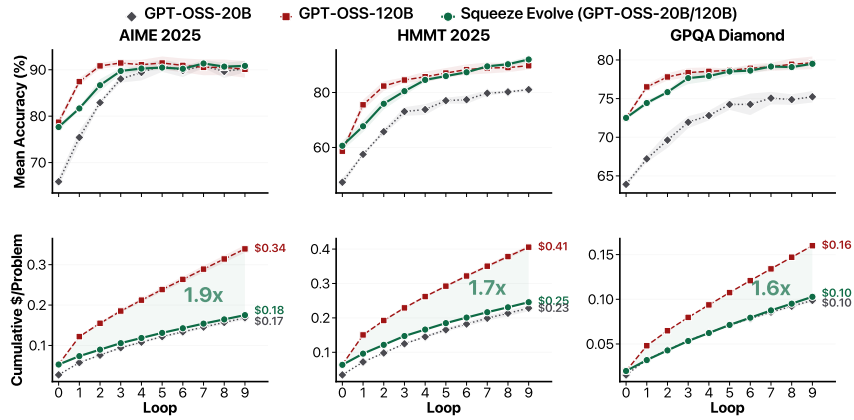 GPT-OSS-20B GPT-OSS-120B Squeeze Evolve (GPT-OSS-20B/120B)
AIME 2025 HMMT 2025 GPQA Diamond
Mean Accuracy (%)
90
80
70
80
60
80
75
70
65
Cumulative $/Problem
0.3
0.2
0.1
$0.34
1.9x
$0.18
$0.17
0.4
0.3
0.2
0.1
$0.41
1.7x
$0.25
$0.23
0.15
0.10
0.05
$0.16
1.6x
$0.10
$0.10
0 1 2 3 4 5 6 7 8 9
0 1 2 3 4 5 6 7 8 9
0 1 2 3 4 5 6 7 8 9
Loop Loop Loop